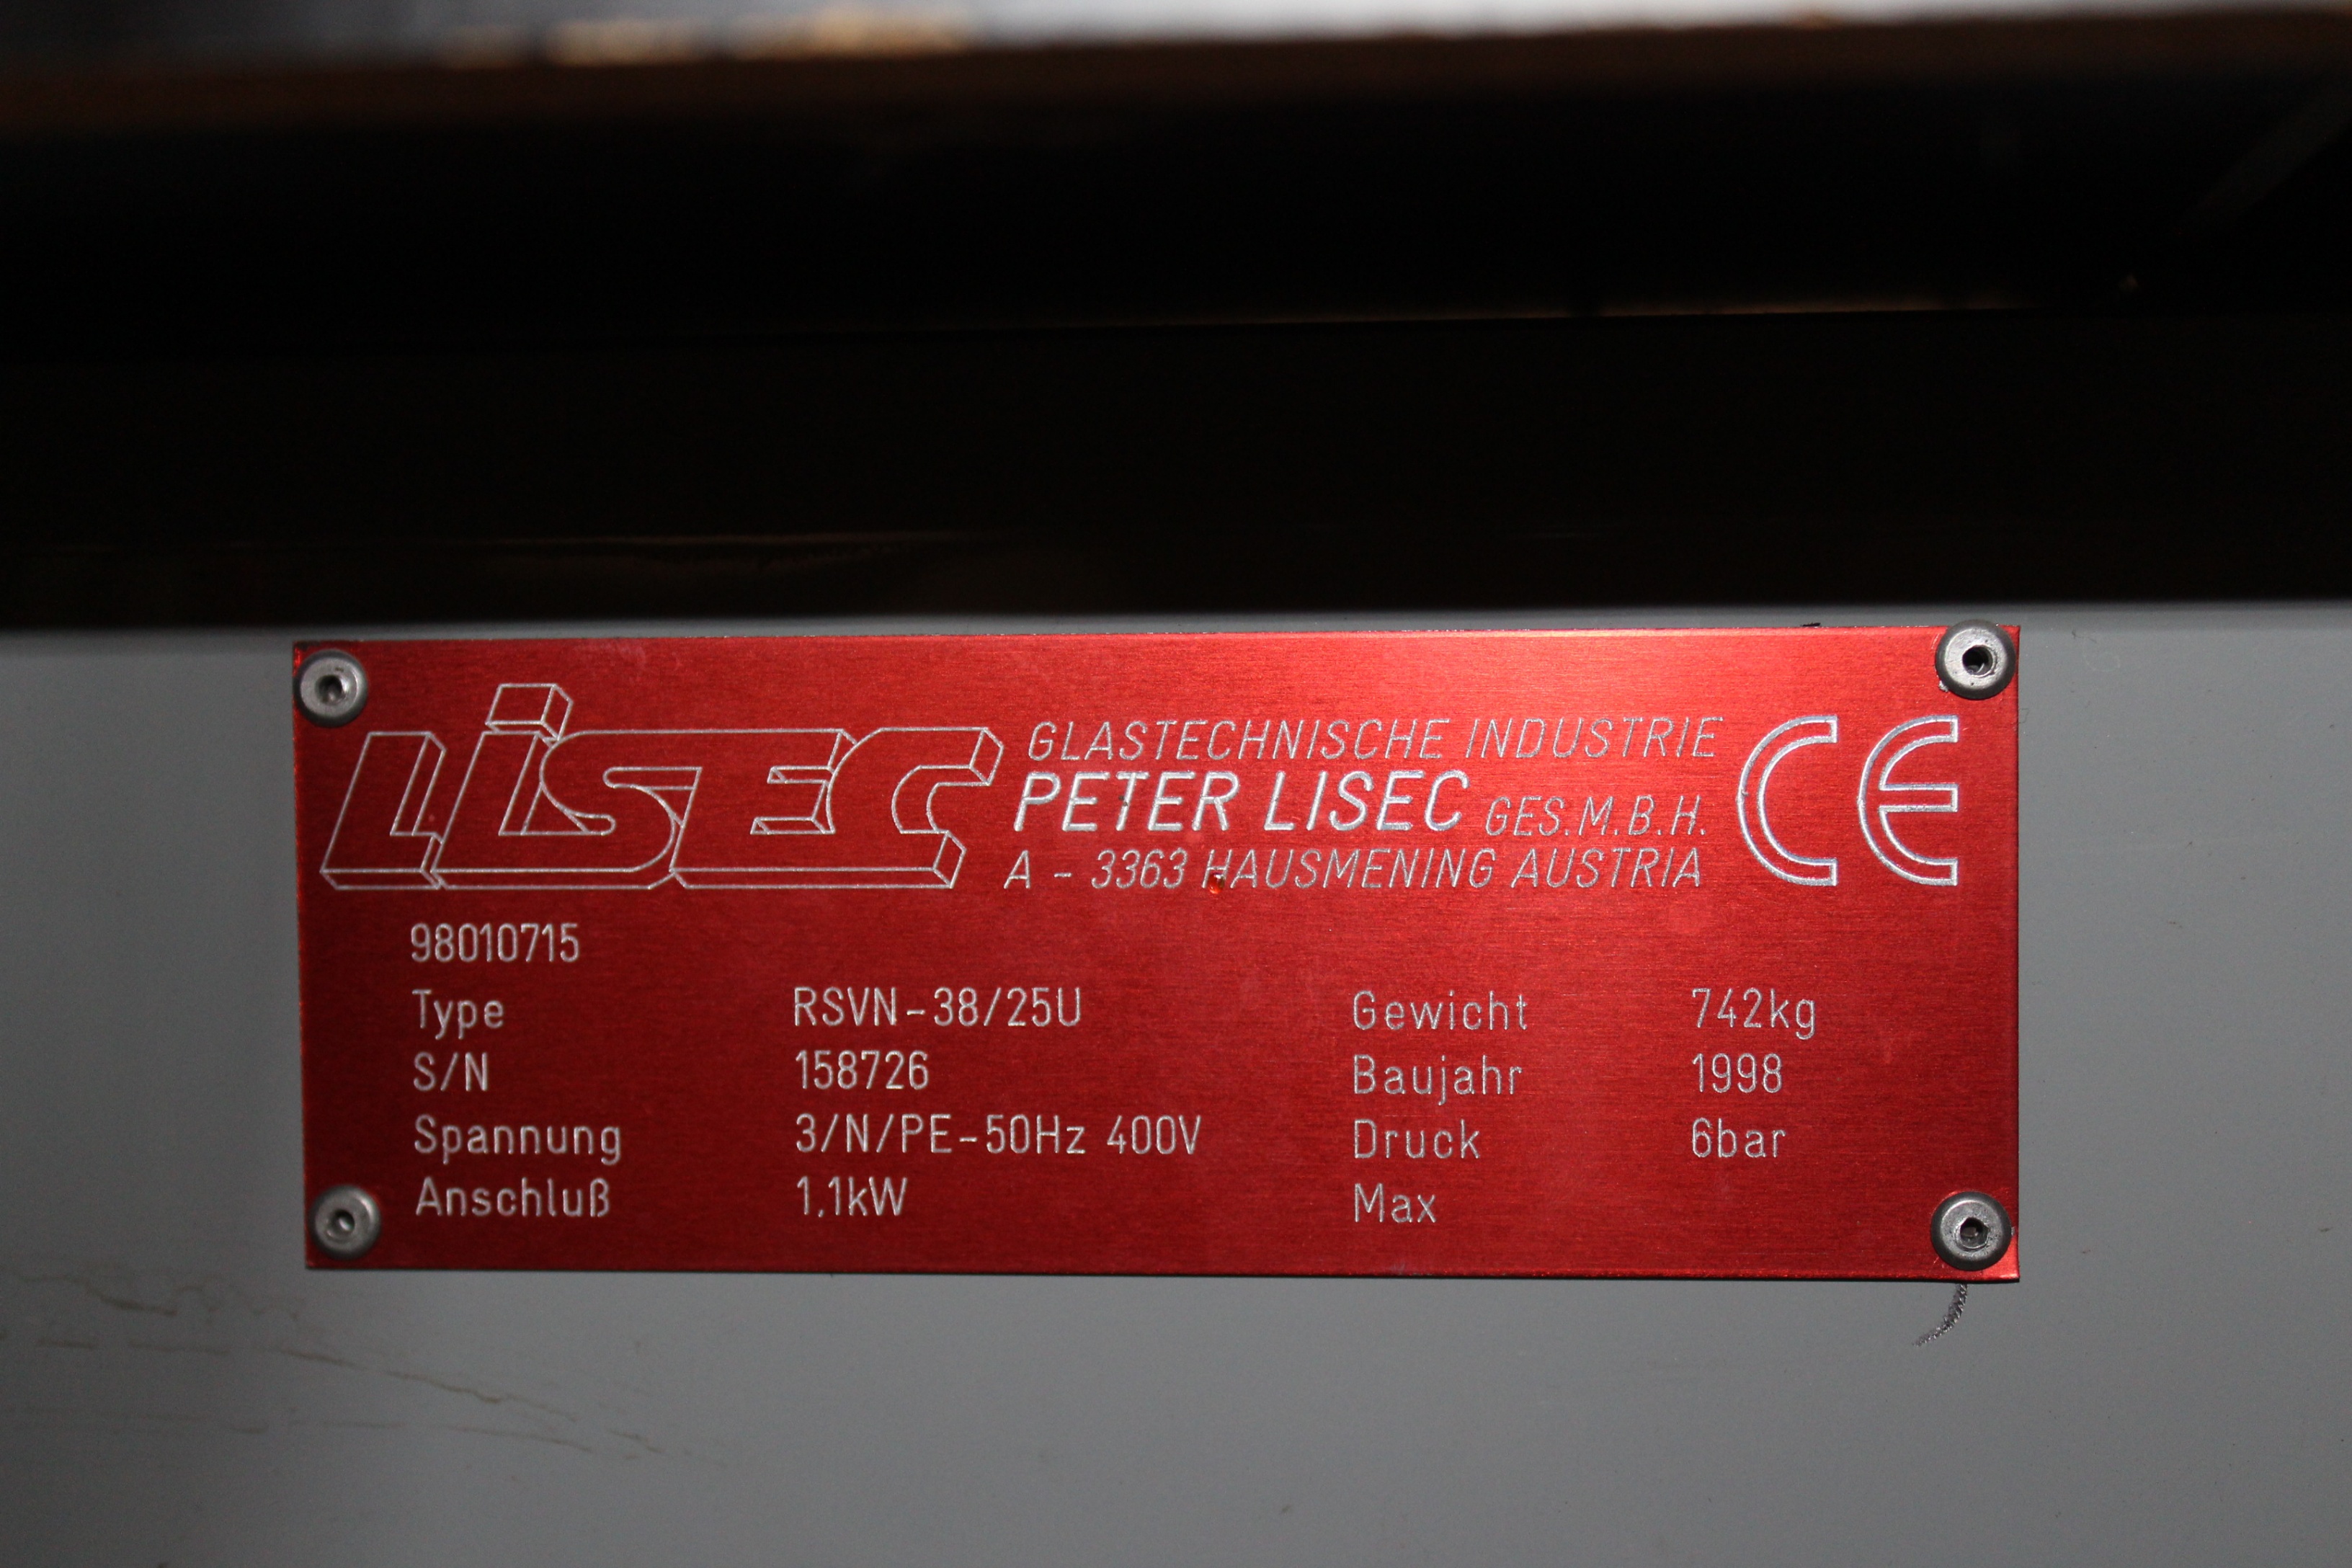 LiSEC
GLASTECHNISCHE INDUSTRIE
PETER LISEC GES.M.B.H.
A - 3363 HAUSMENING AUSTRIA
CE
98010715
Type RSVN-38/25U Gewicht 742kg
S/N 158726 Baujahr 1998
Spannung 3/N/PE-50Hz 400V Druck 6bar
Anschluß 1,1kW Max